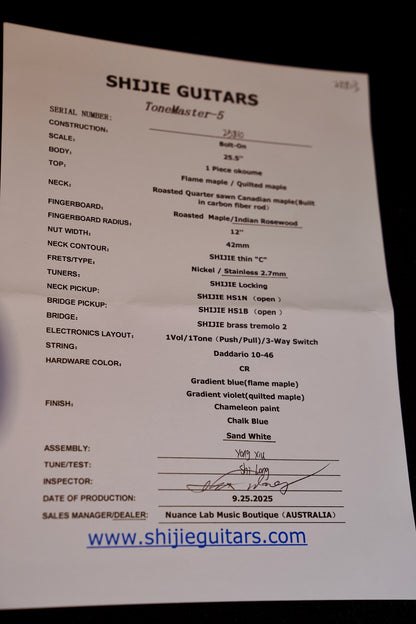 SHIJIE GUITARS
ToneMaster-5
SERIAL NUMBER:
CONSTRUCTION: Bolt-On
SCALE: 25.5"
BODY: 1 Piece okoume
TOP: Flame maple / Quilted maple
NECK: Roasted Quarter sawn Canadian maple(Built in carbon fiber rod)
FINGERBOARD: Roasted Maple/Indian Rosewood
FINGERBOARD RADIUS, 12"
NUT WIDTH: 42mm
NECK CONTOUR: SHIJIE thin "C"
FRETS/TYPE: Nickel / Stainless 2.7mm
TUNERS: SHIJIE Locking
NECK PICKUP: SHIJIE HS1N （open ）
BRIDGE PICKUP: SHIJIE HS1B （open ）
BRIDGE: SHIJIE brass tremolo 2
ELECTRONICS LAYOUT: 1Vol/1Tone（Push/Pull)/3-Way Switch
STRING: Daddario 10-46
HARDWARE COLOR: CR
Gradient blue(flame maple)
Gradient violet(quilted maple)
FINISH: Chameleon paint
Chalk Blue
Sand White
ASSEMBLY: Yong Xiu
TUNE/TEST: Shi Long
INSPECTOR:
DATE OF PRODUCTION: 9.25.2025
SALES MANAGER/DEALER: Nuance Lab Music Boutique（AUSTRALIA）
www.shijieguitars.com